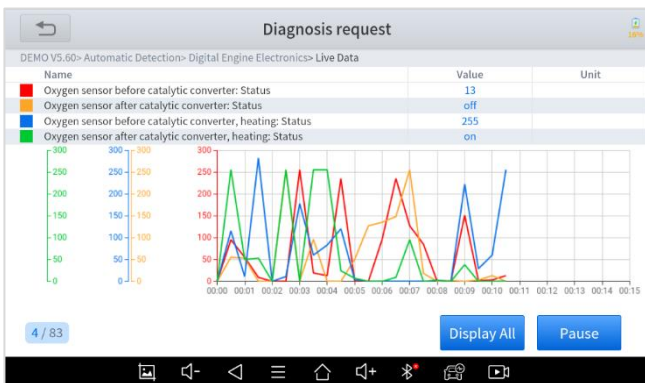 Diagnosis request
16%
DEMO V5.60> Automatic Detection> Digital Engine Electronics> Live Data
Name Value Unit
Oxygen sensor before catalytic converter: Status 13
Oxygen sensor after catalytic converter: Status off
Oxygen sensor before catalytic converter, heating: Status 255
Oxygen sensor after catalytic converter, heating: Status on
300 300 300 300
250 250 250 250
200 200 200 200
150 150 150 150
100 100 100 100
50 50 50 50
0 0 0 0
00:00 00:01 00:02 00:03 00:04 00:05 00:06 00:07 00:08 00:09 00:10 00:11 00:12 00:13 00:14 00:15
4 / 83
Display All
Pause